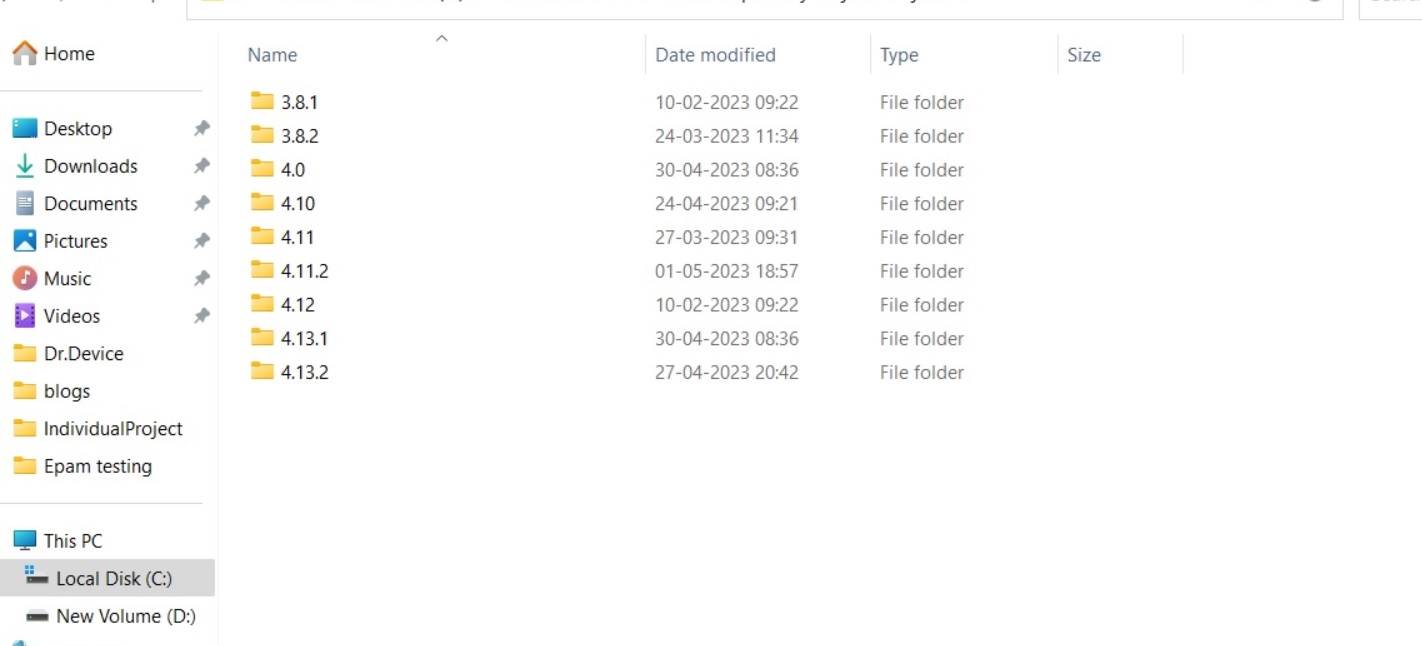 Home
Desktop
Downloads
Documents
Pictures
Music
Videos
Dr.Device
blogs
IndividualProject
Epam testing
This PC
Local Disk (C:)
New Volume (D:)
Name Date modified Type Size
3.8.1 10-02-2023 09:22 File folder
3.8.2 24-03-2023 11:34 File folder
4.0 30-04-2023 08:36 File folder
4.10 24-04-2023 09:21 File folder
4.11 27-03-2023 09:31 File folder
4.11.2 01-05-2023 18:57 File folder
4.12 10-02-2023 09:22 File folder
4.13.1 30-04-2023 08:36 File folder
4.13.2 27-04-2023 20:42 File folder